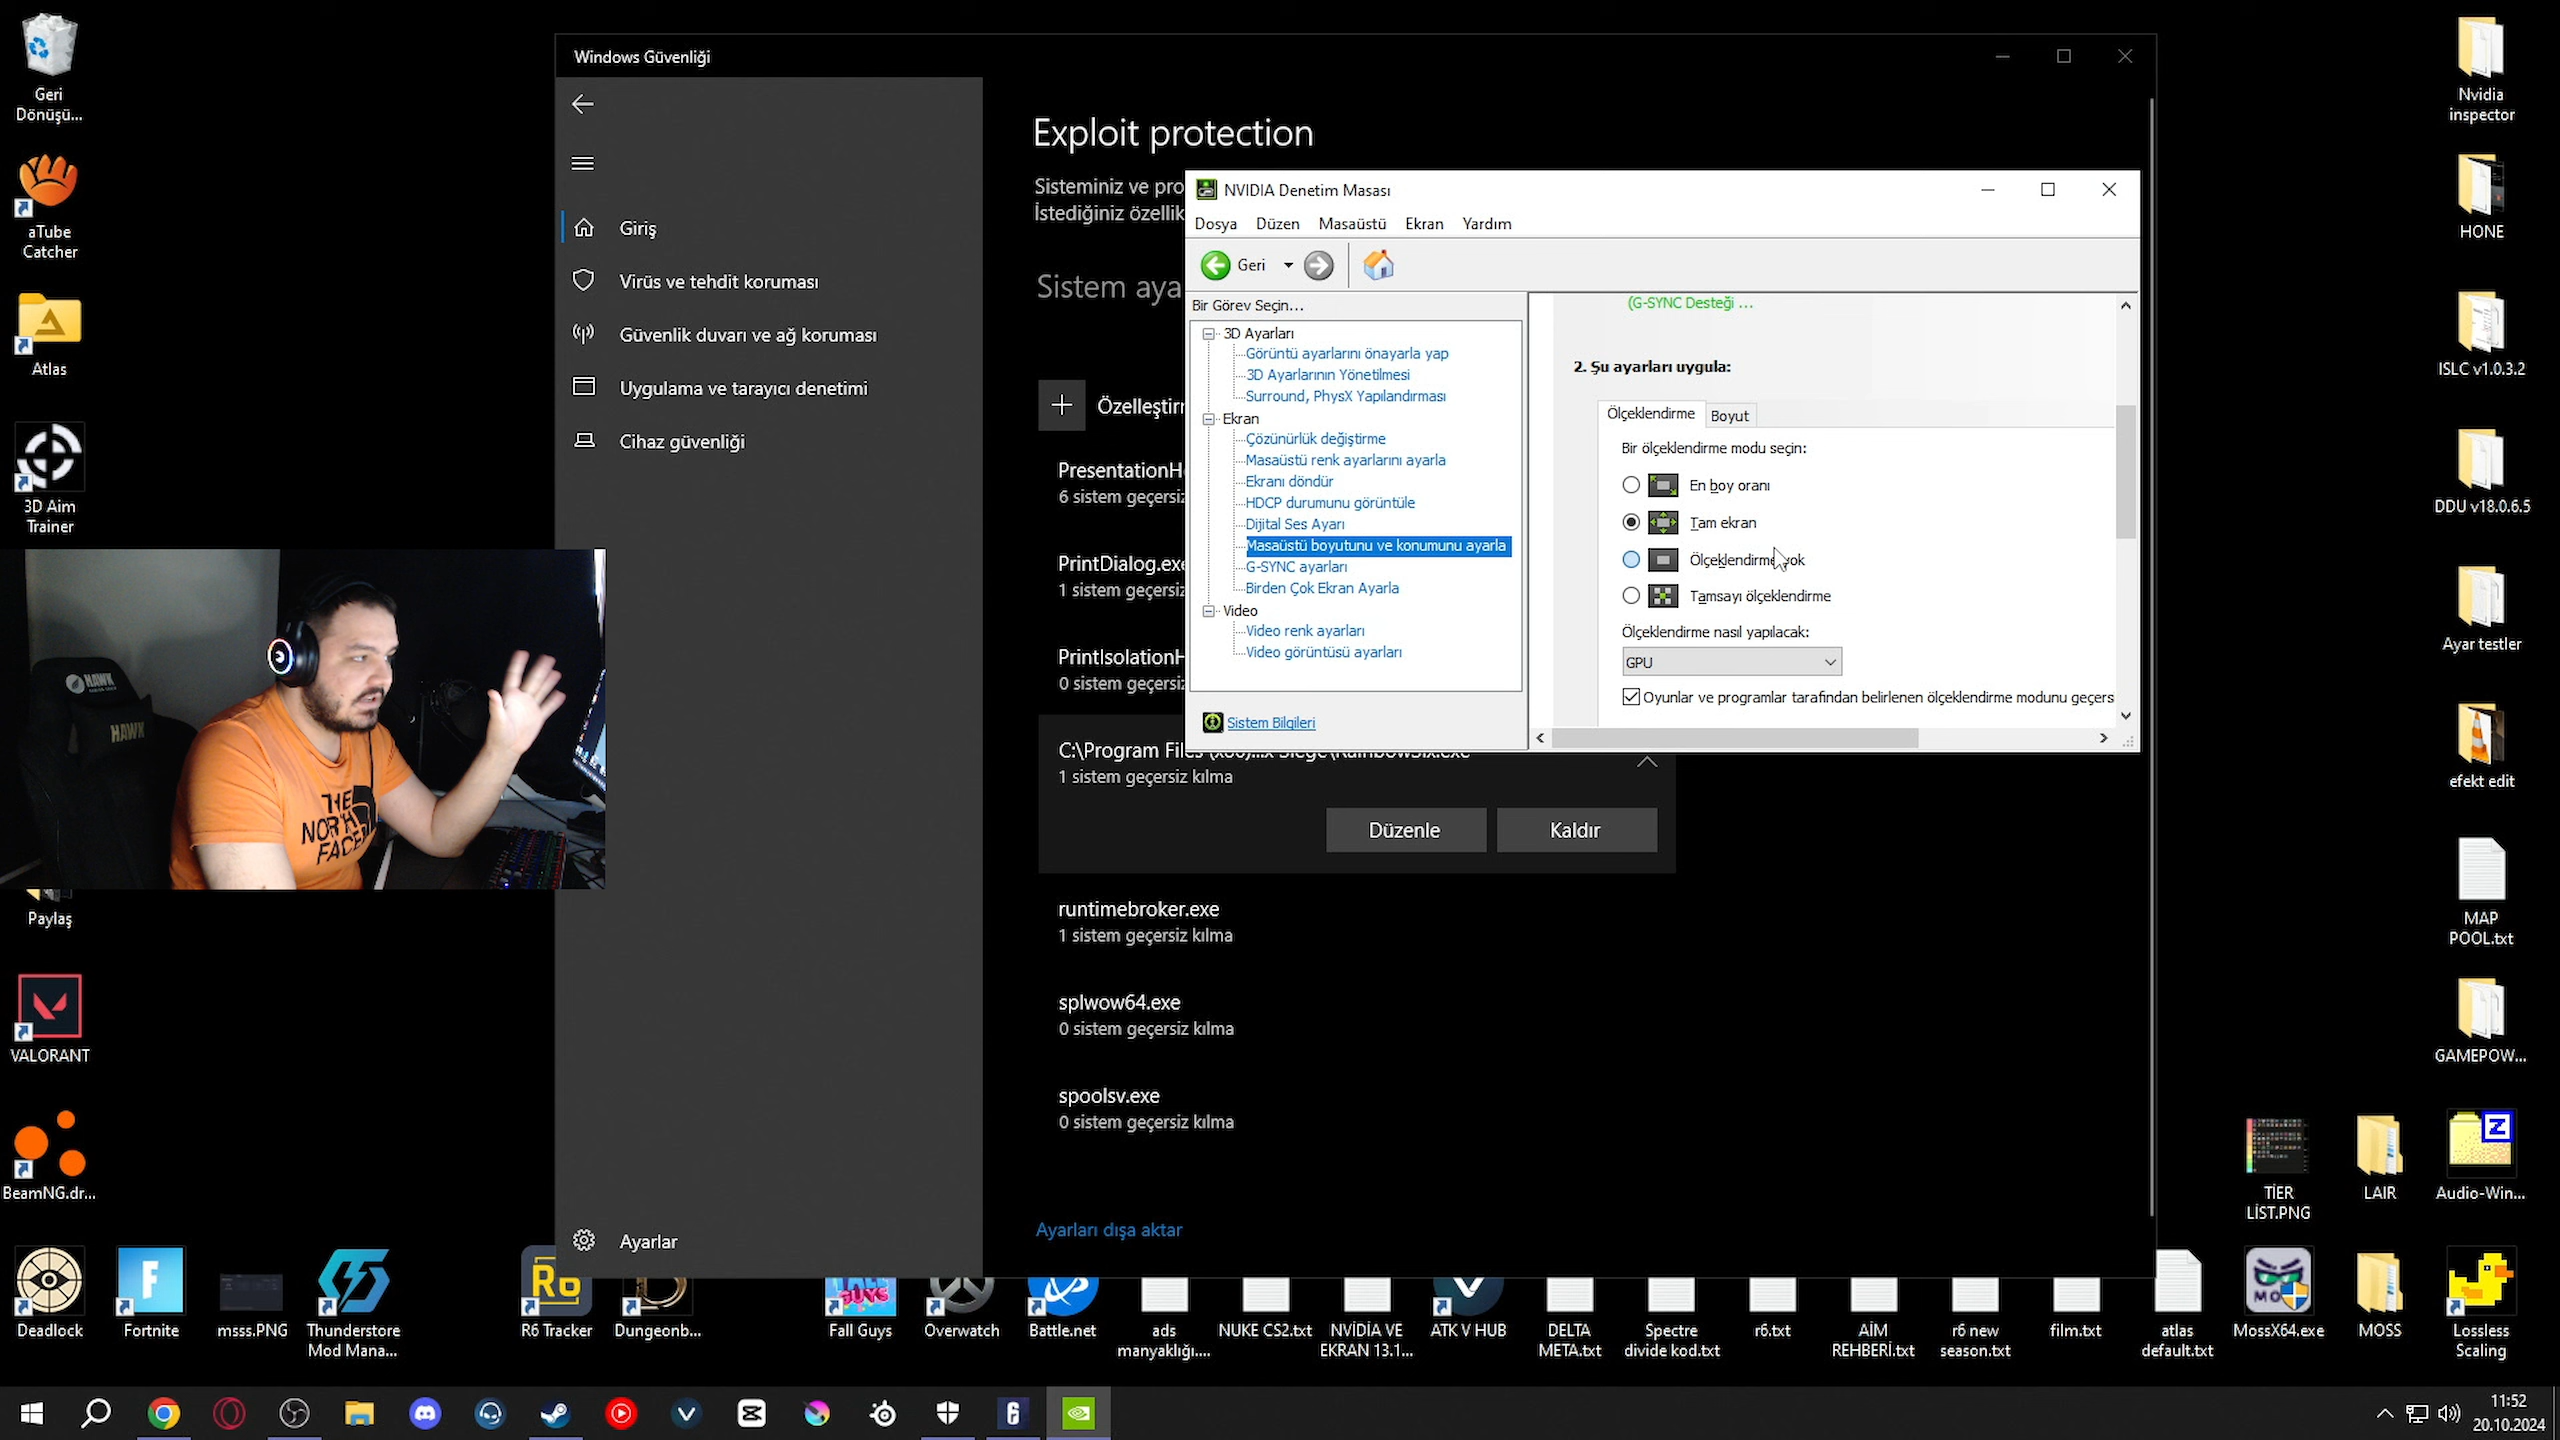 Geri
Dönüşü...
aTube
Catcher
Atlas
3D Aim
Trainer
Paylaş
VALORANT
BeamNG.dr...
Deadlock
Fortnite
msss.PNG
Thunderstore
Mod Mana...
R6 Tracker
Dungeonb...
Fall Guys
Overwatch
Battle.net
ads
manyaklığı....
NUKE CS2.txt
NVİDİA VE
EKRAN 13.1...
ATK V HUB
DELTA
META.txt
Spectre
divide kod.txt
r6.txt
AİM
REHBERİ.txt
r6 new
season.txt
film.txt
atlas
default.txt
MossX64.exe
MOSS
Lossless
Scaling
TİER
LİST.PNG
LAIR
Audio-Win...
Nvidia
inspector
HONE
ISLC v1.0.3.2
DDU v18.0.6.5
Ayar testler
efekt edit
MAP
POOL.txt
GAMEPOW...
HAWK
HAWK
THE
NORTH
FACE
Windows Güvenliği
Giriş
Virüs ve tehdit koruması
Güvenlik duvarı ve ağ koruması
Uygulama ve tarayıcı denetimi
Cihaz güvenliği
Ayarlar
Exploit protection
Sisteminiz ve pro
İstediğiniz özellik
Sistem aya
Özelleştirm
PresentationH
6 sistem geçersiz
PrintDialog.exe
1 sistem geçersiz
PrintIsolationH
0 sistem geçersiz
C:\Program Files (x86)...x Siege\RainbowSix.exe
1 sistem geçersiz kılma
Düzenle
Kaldır
runtimebroker.exe
1 sistem geçersiz kılma
splwow64.exe
0 sistem geçersiz kılma
spoolsv.exe
0 sistem geçersiz kılma
Ayarları dışa aktar
NVIDIA Denetim Masası
Dosya Düzen Masaüstü Ekran Yardım
Geri
Bir Görev Seçin...
3D Ayarları
Görüntü ayarlarını önayarla yap
3D Ayarlarının Yönetilmesi
Surround, PhysX Yapılandırması
Ekran
Çözünürlük değiştirme
Masaüstü renk ayarlarını ayarla
Ekranı döndür
HDCP durumunu görüntüle
Dijital Ses Ayarı
Masaüstü boyutunu ve konumunu ayarla
G-SYNC ayarları
Birden Çok Ekran Ayarla
Video
Video renk ayarları
Video görüntüsü ayarları
Sistem Bilgileri
(G-SYNC Desteği ...
2. Şu ayarları uygula:
Ölçeklendirme Boyut
Bir ölçeklendirme modu seçin:
En boy oranı
Tam ekran
Ölçeklendirme yok
Tamsayı ölçeklendirme
Ölçeklendirme nasıl yapılacak:
GPU
Oyunlar ve programlar tarafından belirlenen ölçeklendirme modunu geçers
11:52
20.10.2024